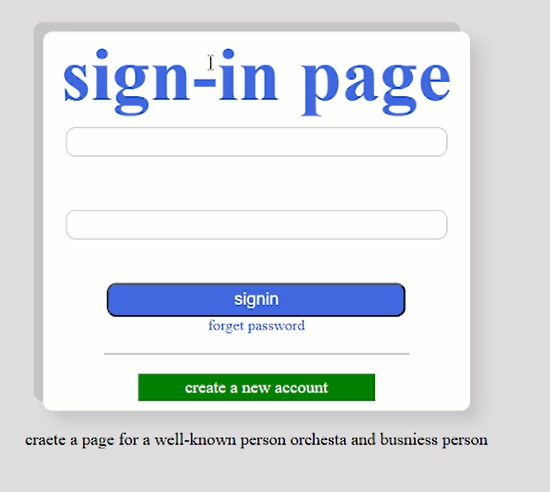 sign-in page
signin
forget password
create a new account
craete a page for a well-known person orchesta and busniess person